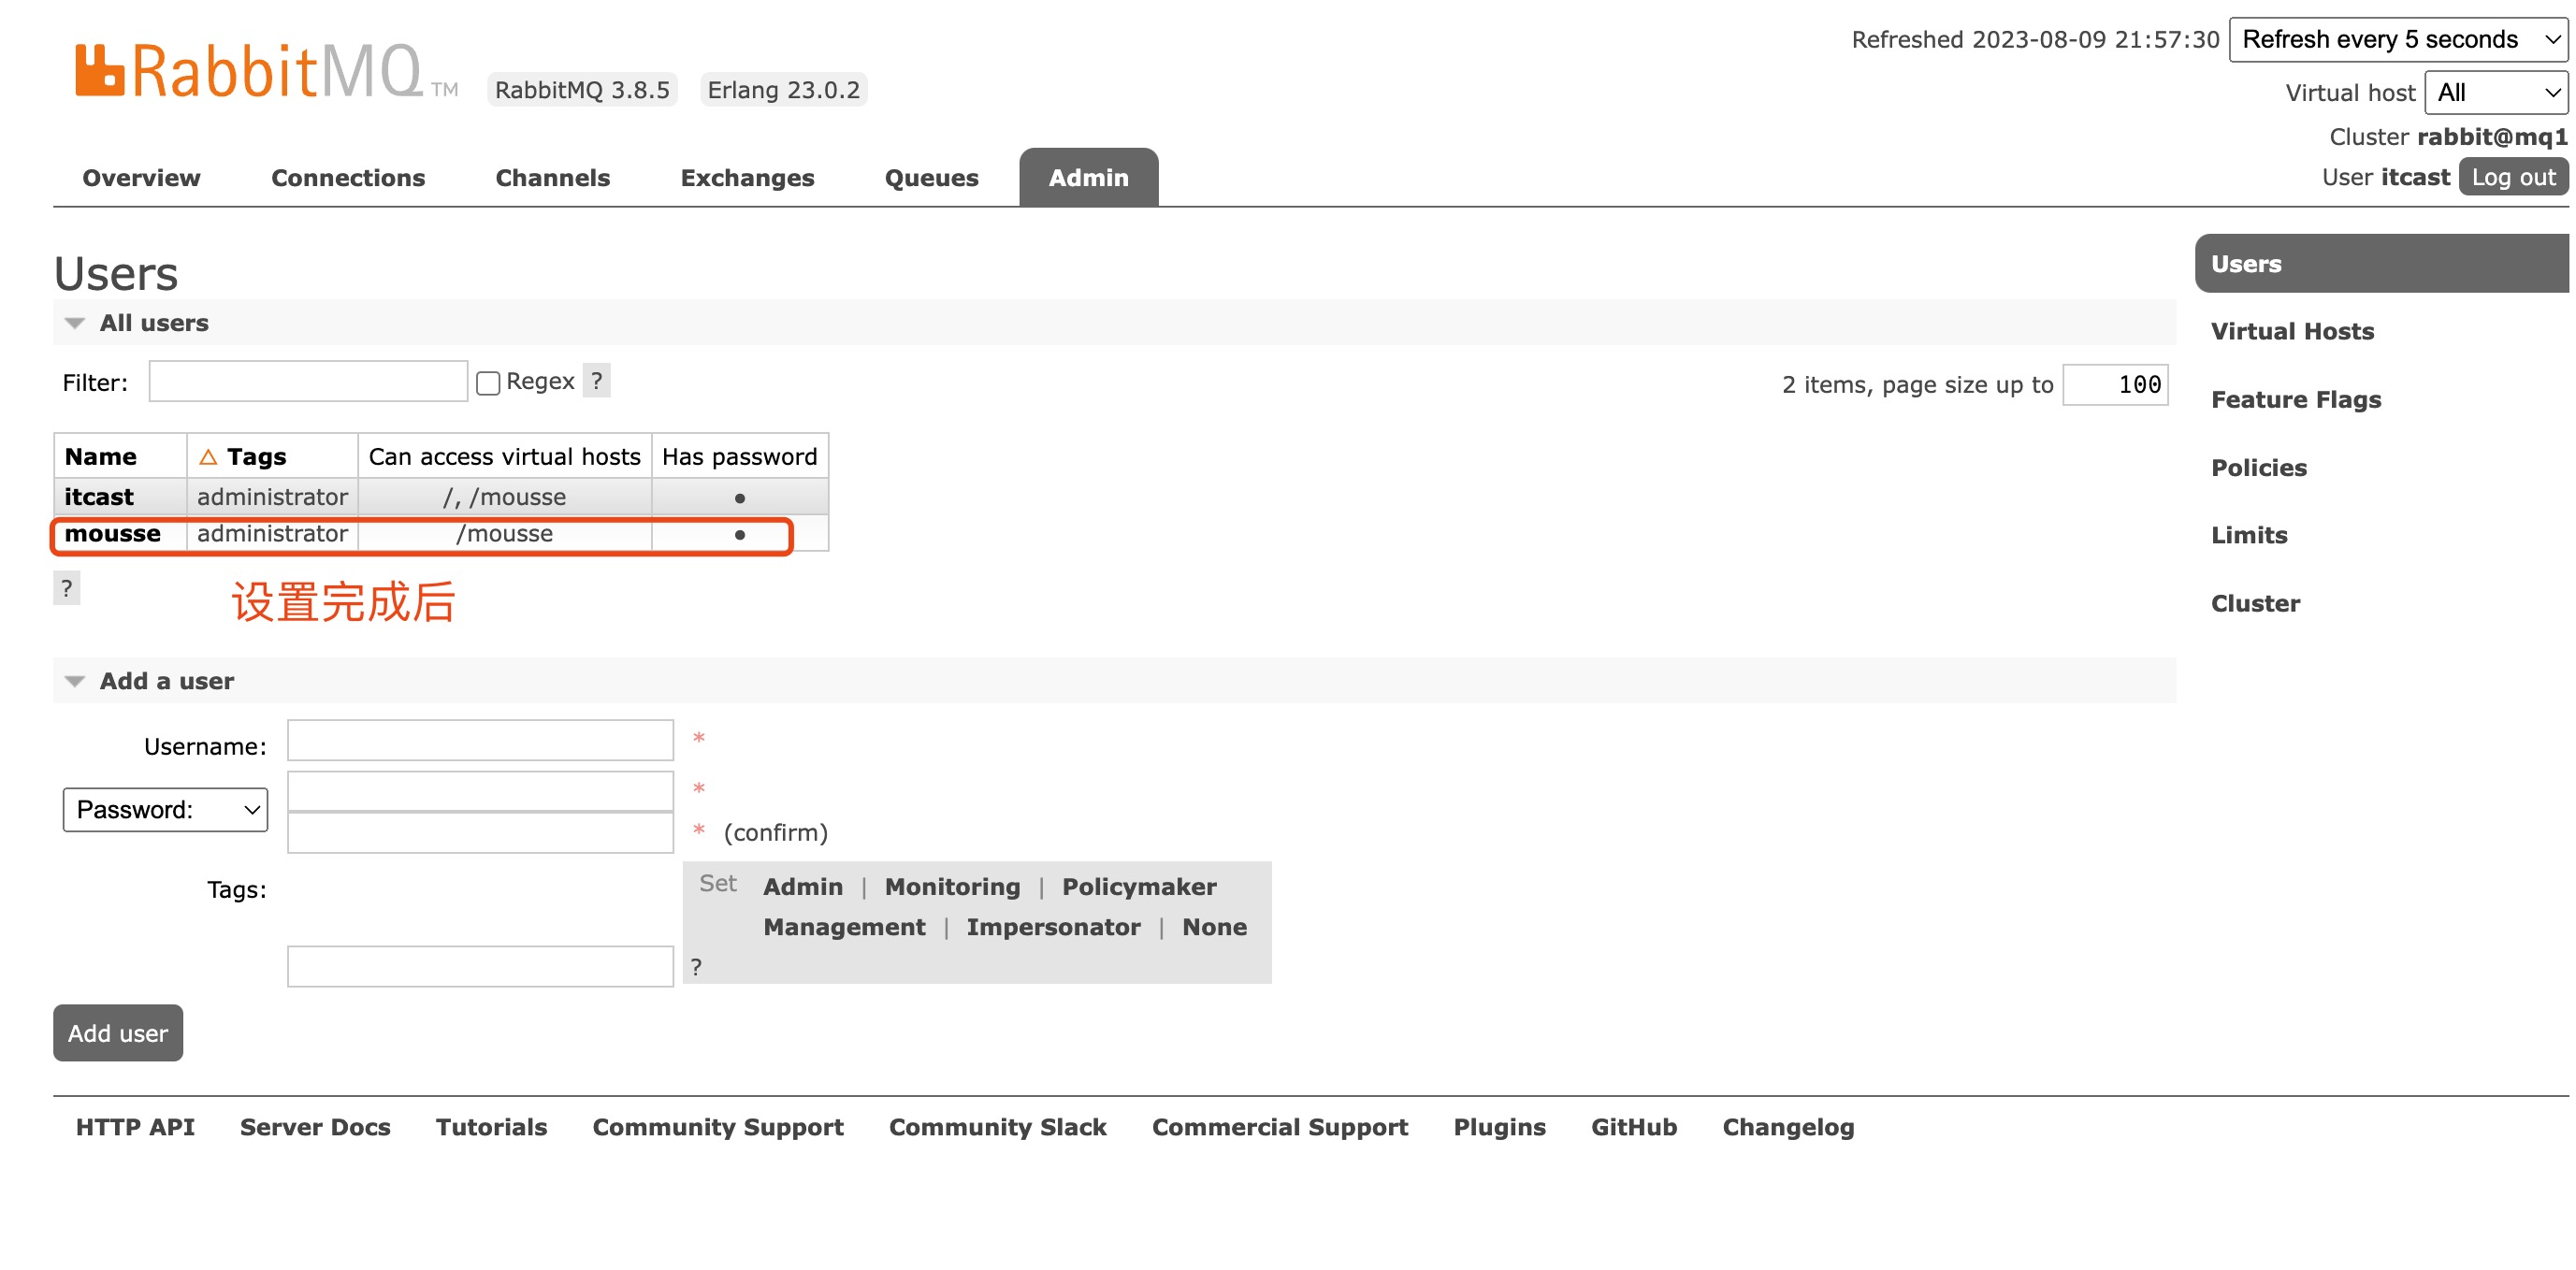 RabbitMQ TM RabbitMQ 3.8.5 Erlang 23.0.2
Refreshed 2023-08-09 21:57:30 Refresh every 5 seconds
Virtual host All
Cluster rabbit@mq1
User itcast Log out
Overview Connections Channels Exchanges Queues Admin
Users
All users
Filter: Regex ? 2 items, page size up to 100
Name Tags Can access virtual hosts Has password
itcast administrator /, /mousse •
mousse administrator /mousse •
?
设置完成后
Add a user
Username: *
Password: *
* (confirm)
Tags:
Set Admin | Monitoring | Policymaker
Management | Impersonator | None
?
Add user
Users
Virtual Hosts
Feature Flags
Policies
Limits
Cluster
HTTP API Server Docs Tutorials Community Support Community Slack Commercial Support Plugins GitHub Changelog